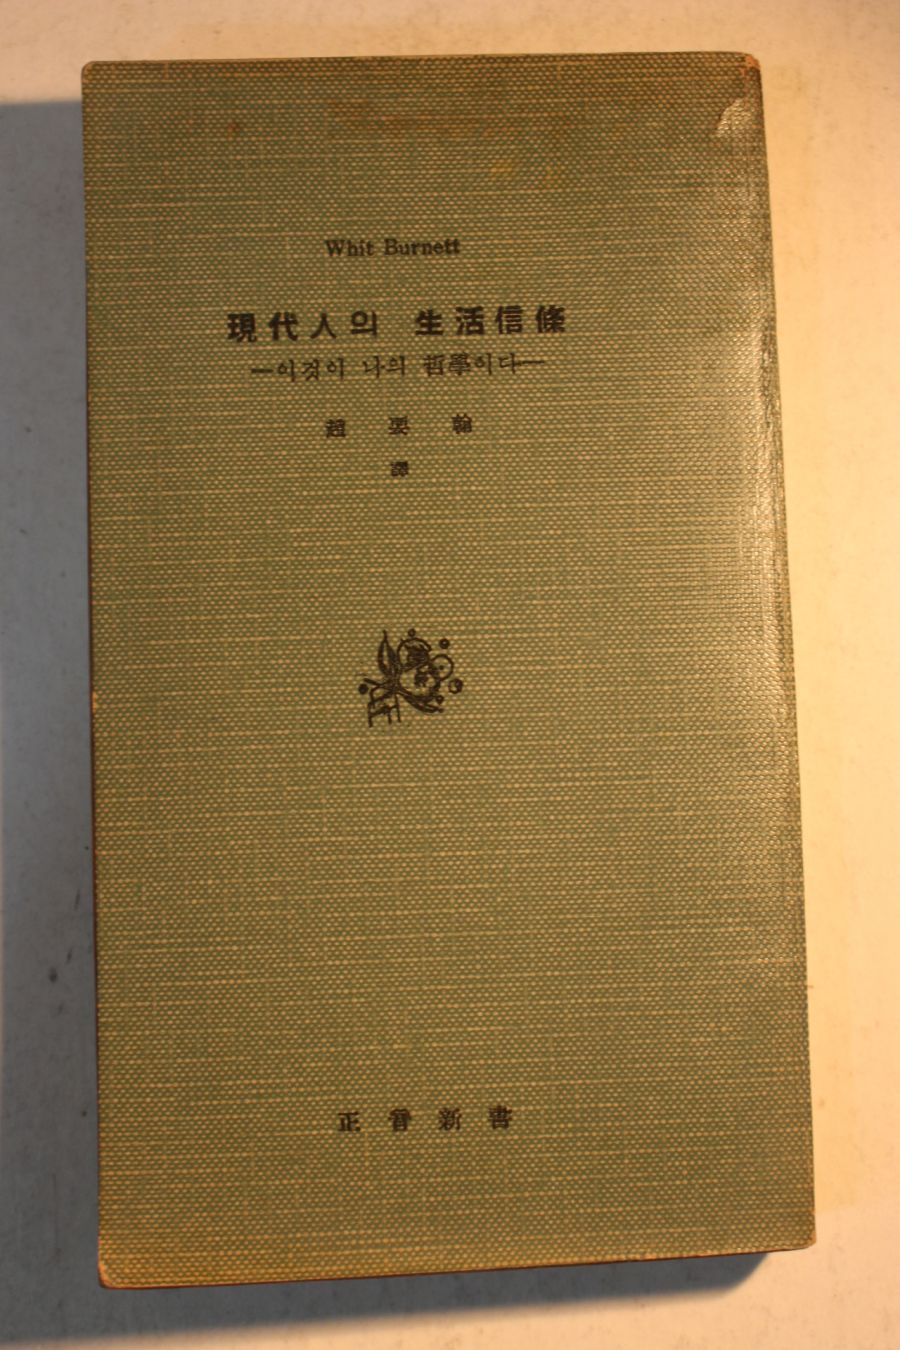 Whit Burnett
現代人의 生活信條
—이것이 나의 哲學이다—
趙要翰
譯
正音新書